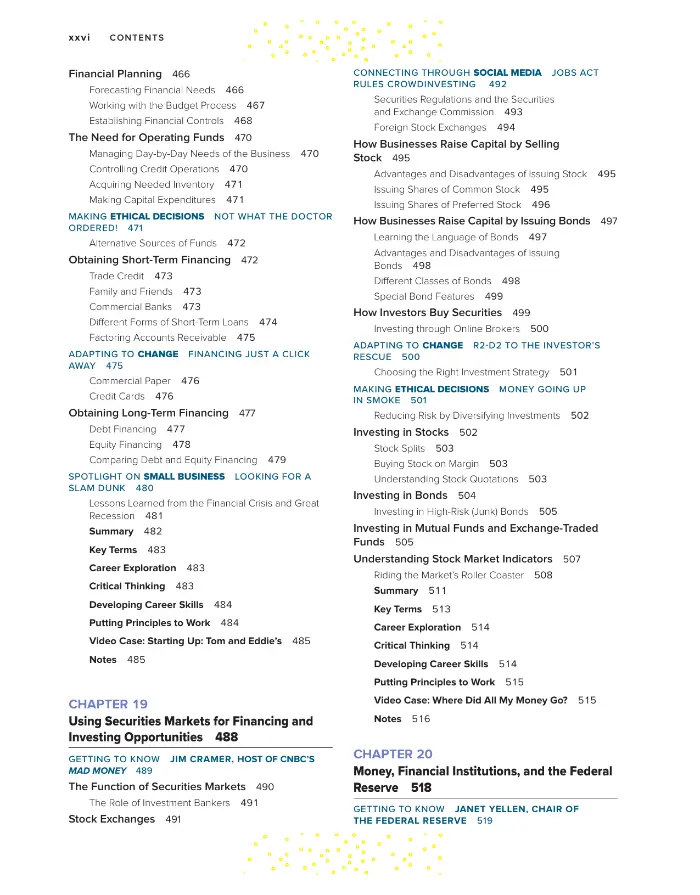 xxvi CONTENTS
Financial Planning 466
Forecasting Financial Needs 466
Working with the Budget Process 467
Establishing Financial Controls 468
The Need for Operating Funds 470
Managing Day-by-Day Needs of the Business 470
Controlling Credit Operations 470
Acquiring Needed Inventory 471
Making Capital Expenditures 471
MAKING ETHICAL DECISIONS NOT WHAT THE DOCTOR
ORDERED! 471
Alternative Sources of Funds 472
Obtaining Short-Term Financing 472
Trade Credit 473
Family and Friends 473
Commercial Banks 473
Different Forms of Short-Term Loans 474
Factoring Accounts Receivable 475
ADAPTING TO CHANGE FINANCING JUST A CLICK
AWAY 475
Commercial Paper 476
Credit Cards 476
Obtaining Long-Term Financing 477
Debt Financing 477
Equity Financing 478
Comparing Debt and Equity Financing 479
SPOTLIGHT ON SMALL BUSINESS LOOKING FOR A
SLAM DUNK 480
Lessons Learned from the Financial Crisis and Great
Recession 481
Summary 482
Key Terms 483
Career Exploration 483
Critical Thinking 483
Developing Career Skills 484
Putting Principles to Work 484
Video Case: Starting Up: Tom and Eddie's 485
Notes 485
CHAPTER 19
Using Securities Markets for Financing and
Investing Opportunities 488
GETTING TO KNOW JIM CRAMER, HOST OF CNBC'S
MAD MONEY 489
The Function of Securities Markets 490
The Role of Investment Bankers 491
Stock Exchanges 491
CONNECTING THROUGH SOCIAL MEDIA JOBS ACT
RULES CROWDINVESTING 492
Securities Regulations and the Securities
and Exchange Commission 493
Foreign Stock Exchanges 494
How Businesses Raise Capital by Selling
Stock 495
Advantages and Disadvantages of Issuing Stock 495
Issuing Shares of Common Stock 495
Issuing Shares of Preferred Stock 496
How Businesses Raise Capital by Issuing Bonds 497
Learning the Language of Bonds 497
Advantages and Disadvantages of Issuing
Bonds 498
Different Classes of Bonds 498
Special Bond Features 499
How Investors Buy Securities 499
Investing through Online Brokers 500
ADAPTING TO CHANGE R2-D2 TO THE INVESTOR'S
RESCUE 500
Choosing the Right Investment Strategy 501
MAKING ETHICAL DECISIONS MONEY GOING UP
IN SMOKE 501
Reducing Risk by Diversifying Investments 502
Investing in Stocks 502
Stock Splits 503
Buying Stock on Margin 503
Understanding Stock Quotations 503
Investing in Bonds 504
Investing in High-Risk (Junk) Bonds 505
Investing in Mutual Funds and Exchange-Traded
Funds 505
Understanding Stock Market Indicators 507
Riding the Market's Roller Coaster 508
Summary 511
Key Terms 513
Career Exploration 514
Critical Thinking 514
Developing Career Skills 514
Putting Principles to Work 515
Video Case: Where Did All My Money Go? 515
Notes 516
CHAPTER 20
Money, Financial Institutions, and the Federal
Reserve 518
GETTING TO KNOW JANET YELLEN, CHAIR OF
THE FEDERAL RESERVE 519